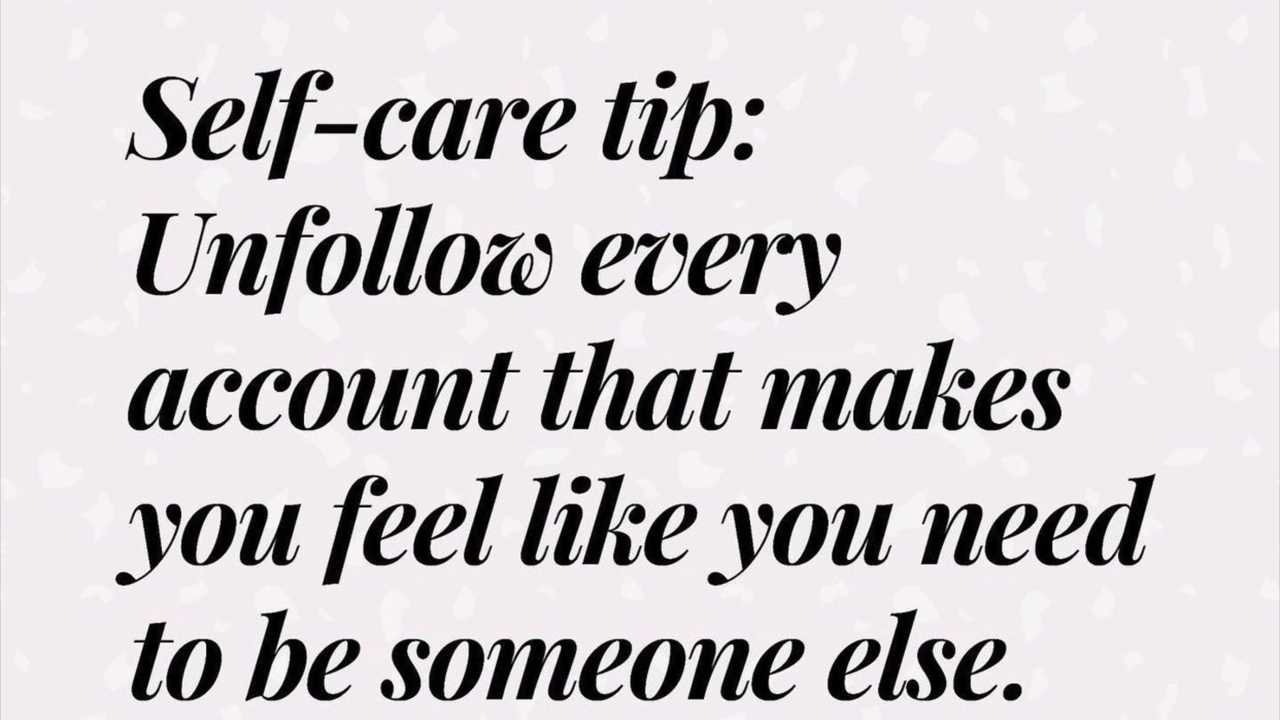 Self-care tip:
Unfollow every
account that makes
you feel like you need
to be someone else.